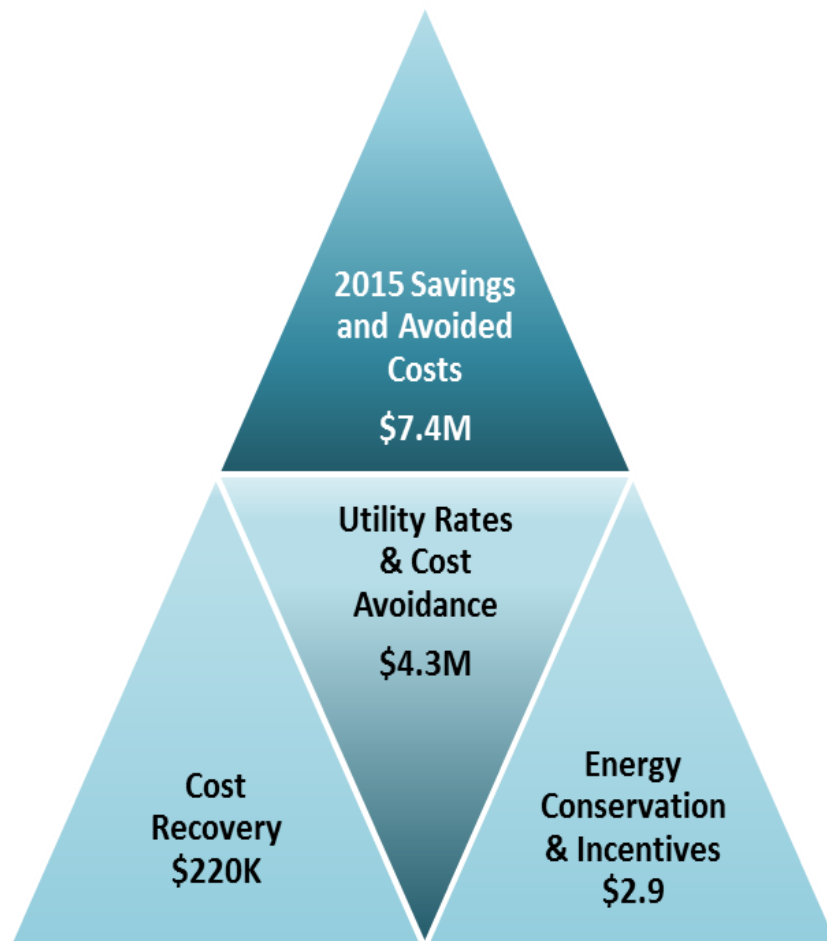 2015 Savings
and Avoided
Costs
$7.4M
Utility Rates
& Cost
Avoidance
$4.3M
Cost
Recovery
$220K
Energy
Conservation
& Incentives
$2.9